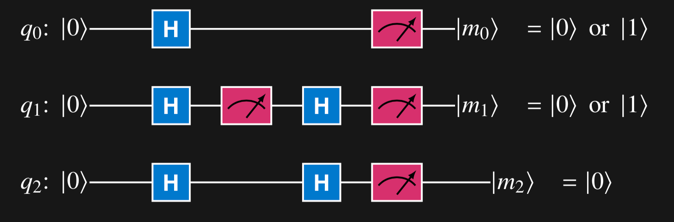 q₀: |0⟩ H |m₀⟩ = |0⟩ or |1⟩
q₁: |0⟩ H H |m₁⟩ = |0⟩ or |1⟩
q₂: |0⟩ H H |m₂⟩ = |0⟩